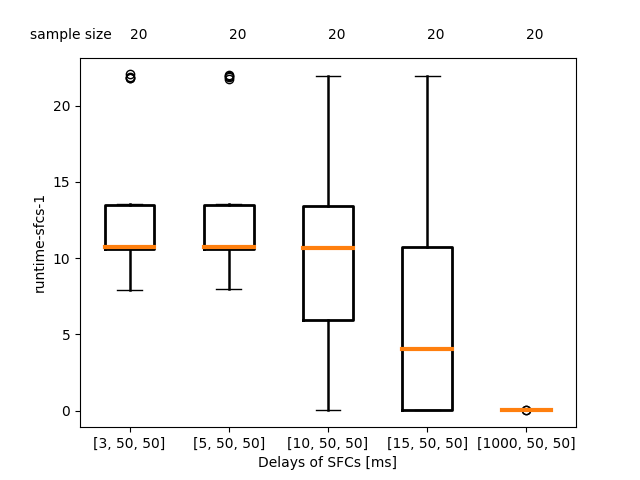 sample size 20 20 20 20 20
20
15
10
5
0
runtime-sfcs-1
[3, 50, 50] [5, 50, 50] [10, 50, 50] [15, 50, 50] [1000, 50, 50]
Delays of SFCs [ms]